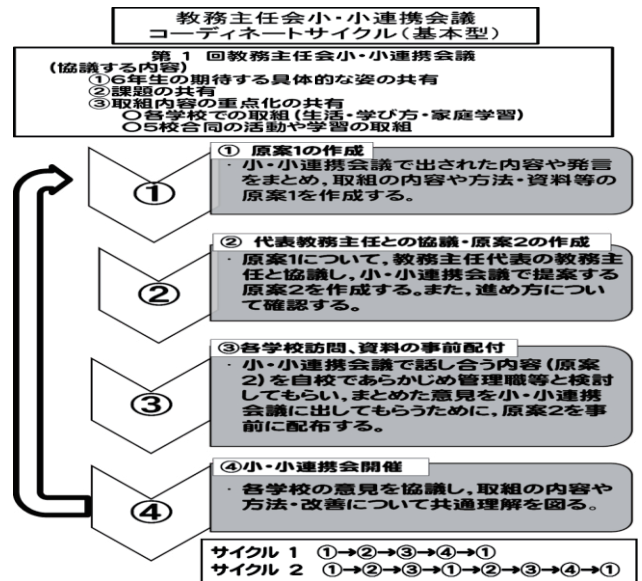 教務主任会小・小連携会議
コーディネートサイクル(基本型)
第1回教務主任会小・小連携会議
(協議する内容)
①6年生の期待する具体的な姿の共有
②課題の共有
③取組内容の重点化の共有
○各学校での取組(生活・学び方・家庭学習)
○5校合同の活動や学習の取組
① 原案1の作成
・小・小連携会議で出された内容や発言
をまとめ,取組の内容や方法・資料等の
原案1を作成する。
①
② 代表教務主任との協議・原案2の作成
・原案1について,教務主任代表の教務主
任と協議し,小・小連携会議で提案する
原案2を作成する。また,進め方につい
て確認する。
②
③各学校訪問、資料の事前配付
・小・小連携会議で話し合う内容(原案
2)を自校であらかじめ管理職等と検討
してもらい,まとめた意見を小・小連携
会議に出してもらうために,原案2を事
前に配布する。
③
④小・小連携会開催
・各学校の意見を協議し,取組の内容や
方法・改善について共通理解を図る。
④
サイクル 1 ①→②→③→④→①
サイクル 2 ①→②→③→①→②→③→④→①